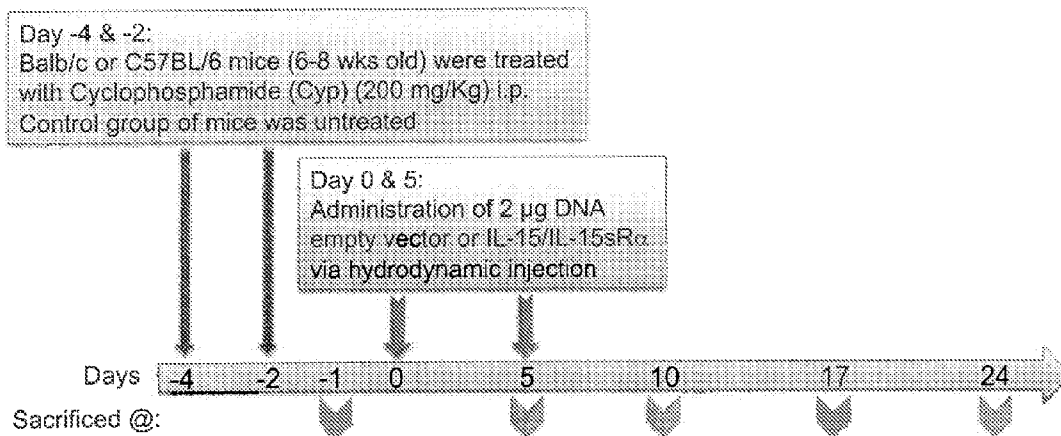 Day -4 & -2:
Balb/c or C57BL/6 mice (6-8 wks old) were treated
with Cyclophosphamide (Cyp) (200 mg/Kg) i.p.
Control group of mice was untreated
Day 0 & 5:
Administration of 2 µg DNA
empty vector or IL-15/IL-15sRα
via hydrodynamic injection
Days -4 -2 -1 0 5 10 17 24
Sacrificed @: